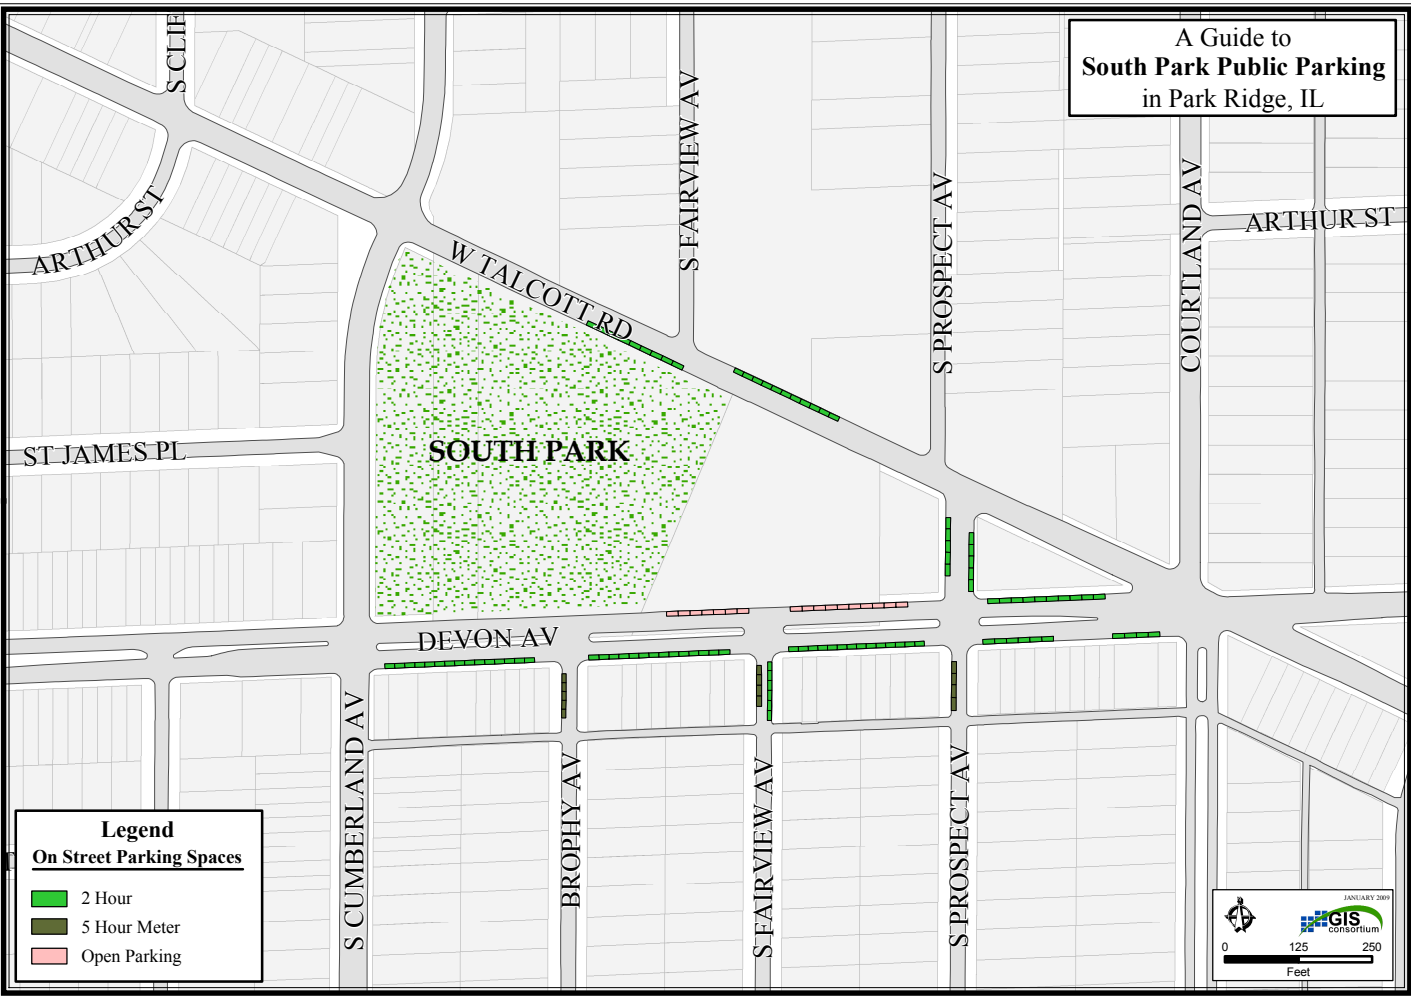 A Guide to
South Park Public Parking
in Park Ridge, IL
S CLIF
S FAIRVIEW AV
S PROSPECT AV
COURTLAND AV
ARTHUR ST
ARTHUR ST
W TALCOTT RD
ST JAMES PL
SOUTH PARK
DEVON AV
S CUMBERLAND AV
BROPHY AV
S FAIRVIEW AV
S PROSPECT AV
Legend
On Street Parking Spaces
2 Hour
5 Hour Meter
Open Parking
JANUARY 2009
N
GIS
consortium
0 125 250
Feet